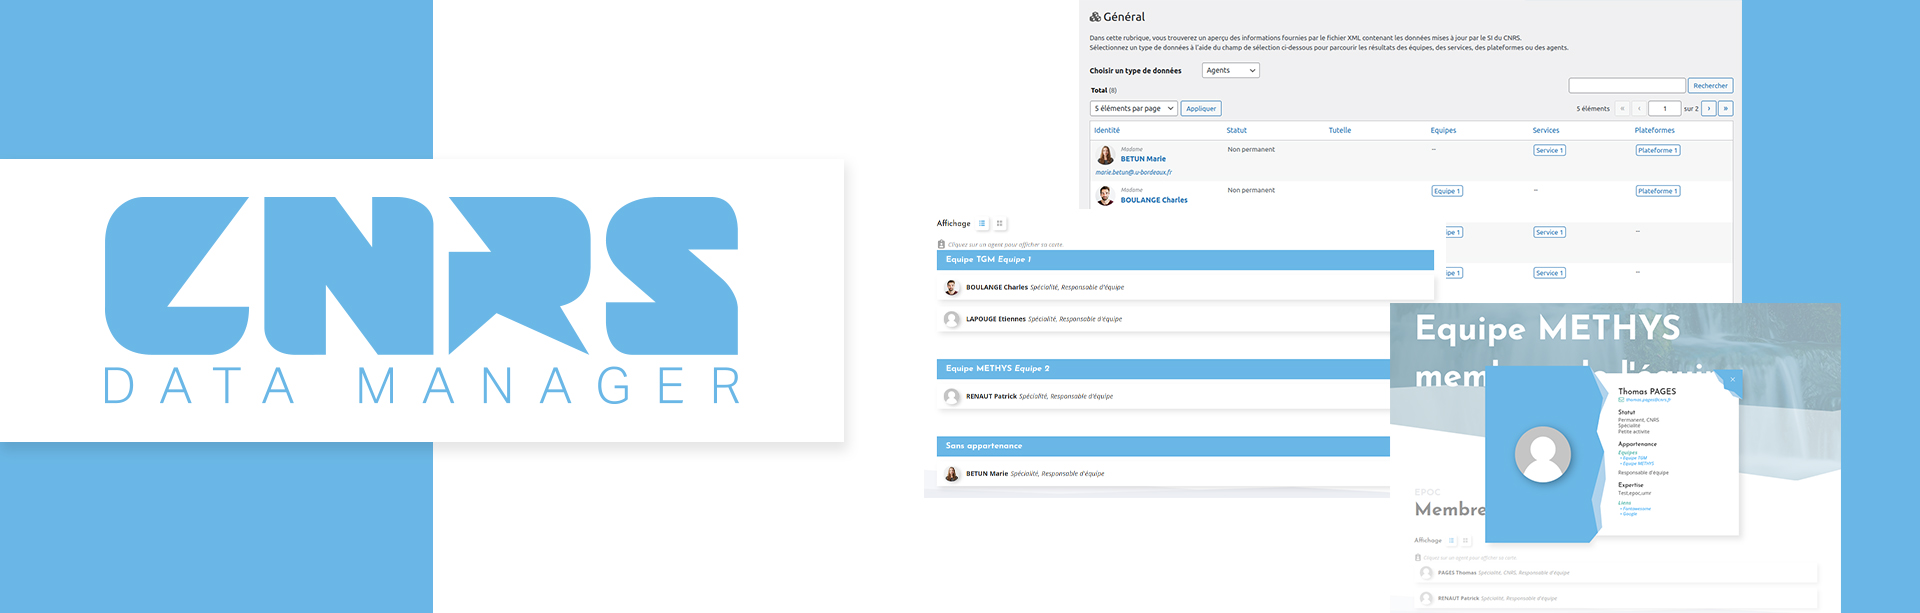 CNRS
DATA MANAGER
Général
Dans cette rubrique, vous trouverez un aperçu des informations fournies par le fichier XML contenant les données mises à jour par le SI du CNRS.
Sélectionnez un type de données à l'aide du champ de sélection ci-dessous pour parcourir les résultats des équipes, des services, des plateformes ou des agents.
Choisir un type de données Agents
Total (8)
Rechercher
5 éléments par page Appliquer 5 éléments « ‹ 1 sur 2 › »
Identité Statut Tutelle Equipes Services Plateformes
Madame
BETUN Marie Non permanent – Service 1 Plateforme 1
marie.betun@.u-bordeaux.fr
Madame
BOULANGE Charles Non permanent Equipe 1 – Plateforme 1
ipe 1 Service 1 –
ipe 1 Service 1 –
Affichage
Cliquez sur un agent pour afficher sa carte.
Equipe TGM Equipe 1
BOULANGE Charles Spécialité, Responsable d'équipe
LAPOUGE Etiennes Spécialité, Responsable d'équipe
Equipe METHYS Equipe 2
RENAUT Patrick Spécialité, Responsable d'équipe
Sans appartenance
BETUN Marie Spécialité, Responsable d'équipe
Equipe METHYS
mem l'équi
Thomas PAGES
thomas.pages@cnrs.fr
Statut
Permanent, CNRS
Spécialité
Petite activite
Appartenance
Equipes
Equipe TGM
Equipe METHYS
Responsable d'équipe
Expertise
Test,epoc,umr
Liens
Google
EPOC
Membre
Affichage
Cliquez sur un agent pour afficher sa carte.
PAGES Thomas Spécialité, CNRS, Responsable d'équipe
RENAUT Patrick Spécialité, Responsable d'équipe